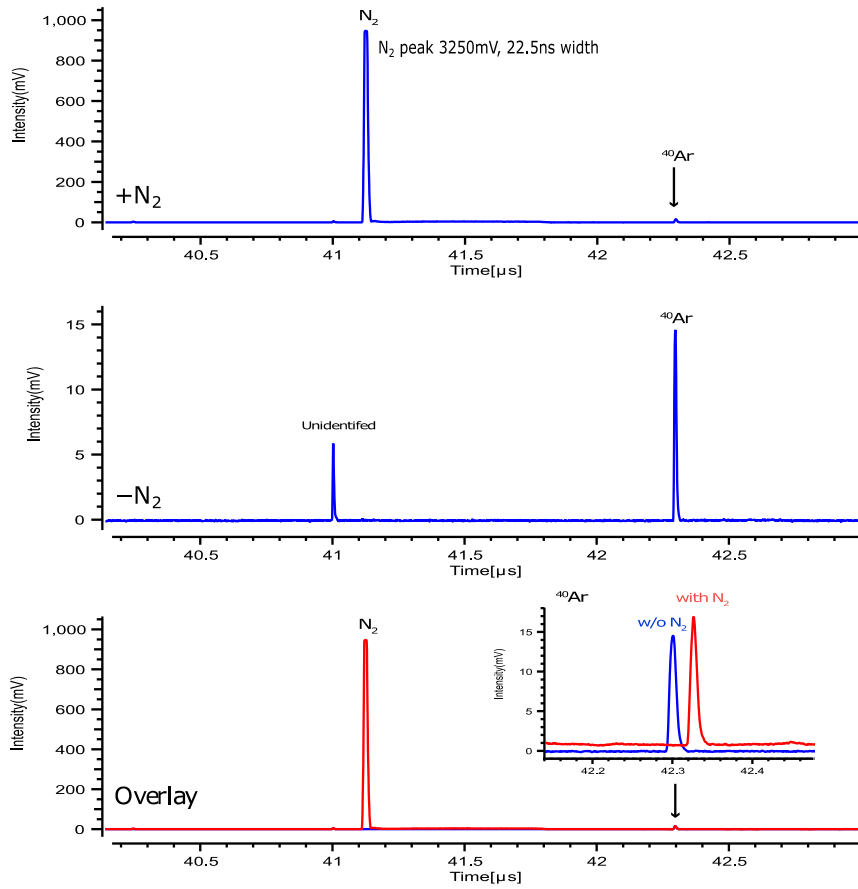 N₂
N₂ peak 3250mV, 22.5ns width
1,000
800
600
400
200
0
Intensity(mV)
+N₂
⁴⁰Ar
40.5 41 41.5 42 42.5
Time[µs]
15
10
5
0
Intensity(mV)
−N₂
Unidentifed
⁴⁰Ar
40.5 41 41.5 42 42.5
Time[µs]
N₂
1,000
800
600
400
200
0
Intensity(mV)
Overlay
⁴⁰Ar
with N₂
w/o N₂
15
10
5
0
Intensity(mV)
42.2 42.3 42.4
40.5 41 41.5 42 42.5
Time[µs]